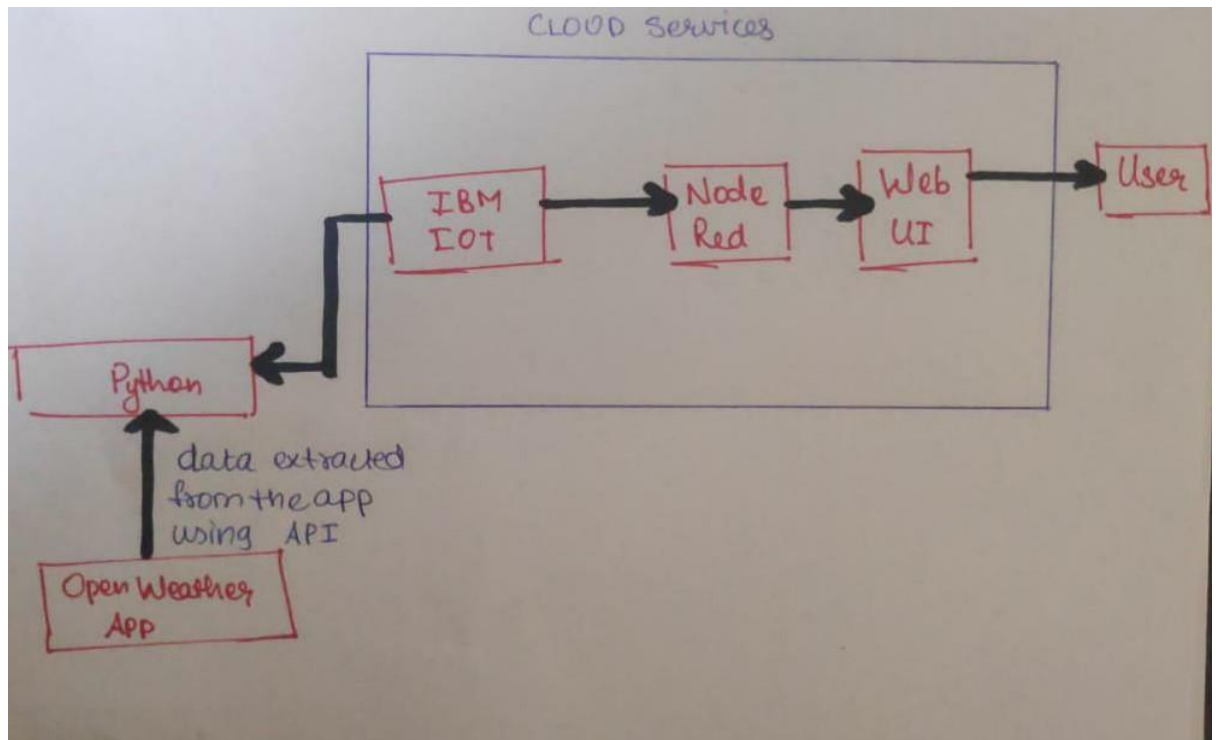 CLOUD Services
IBM
IOT
Node
Red
Web
UI
User
Python
data extracted
from the app
using API
Open Weather
App